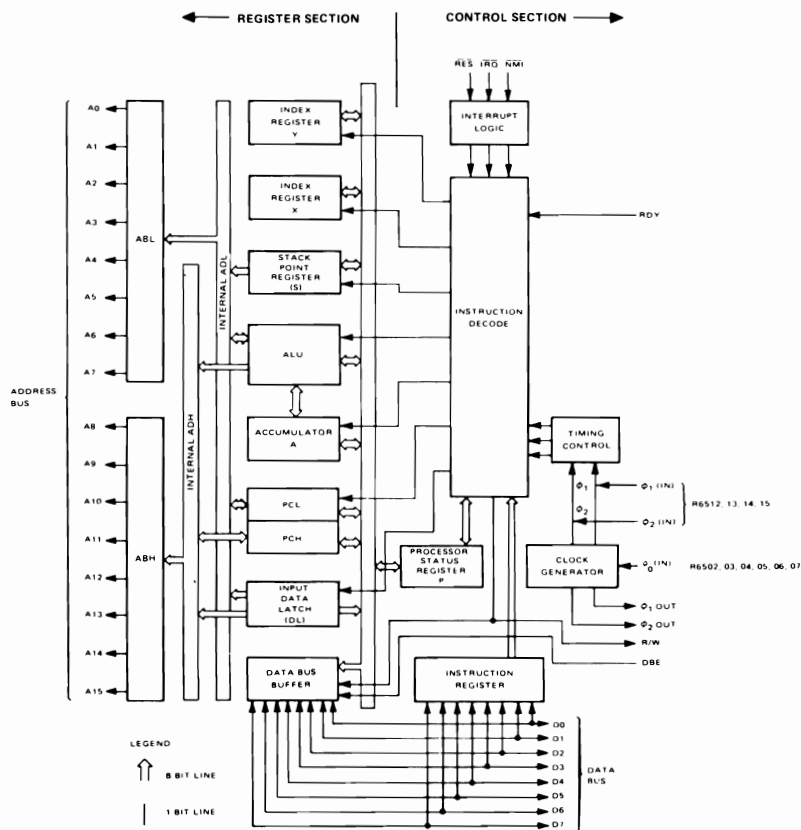 REGISTER SECTION
CONTROL SECTION
RES IRQ NMI
INTERRUPT
LOGIC
A0
A1
A2
A3
A4
A5
A6
A7
ABL
ADDRESS
BUS
A8
A9
A10
A11
A12
A13
A14
A15
ABH
INTERNAL ADL
INTERNAL ADH
INDEX
REGISTER
Y
INDEX
REGISTER
X
STACK
POINT
REGISTER
(S)
ALU
ACCUMULATOR
A
PCL
PCH
INPUT
DATA
LATCH
(DL)
DATA BUS
BUFFER
INSTRUCTION
DECODE
RDY
TIMING
CONTROL
ϕ1
ϕ2
ϕ1 (IN)
ϕ2 (IN)
R6512, 13, 14, 15
PROCESSOR
STATUS
REGISTER
P
CLOCK
GENERATOR
ϕ0 (IN)
R6502, 03, 04, 05, 06, 07
ϕ1 OUT
ϕ2 OUT
R/W
DBE
INSTRUCTION
REGISTER
D0
D1
D2
D3
D4
D5
D6
D7
DATA
BUS
LEGEND
8 BIT LINE
1 BIT LINE